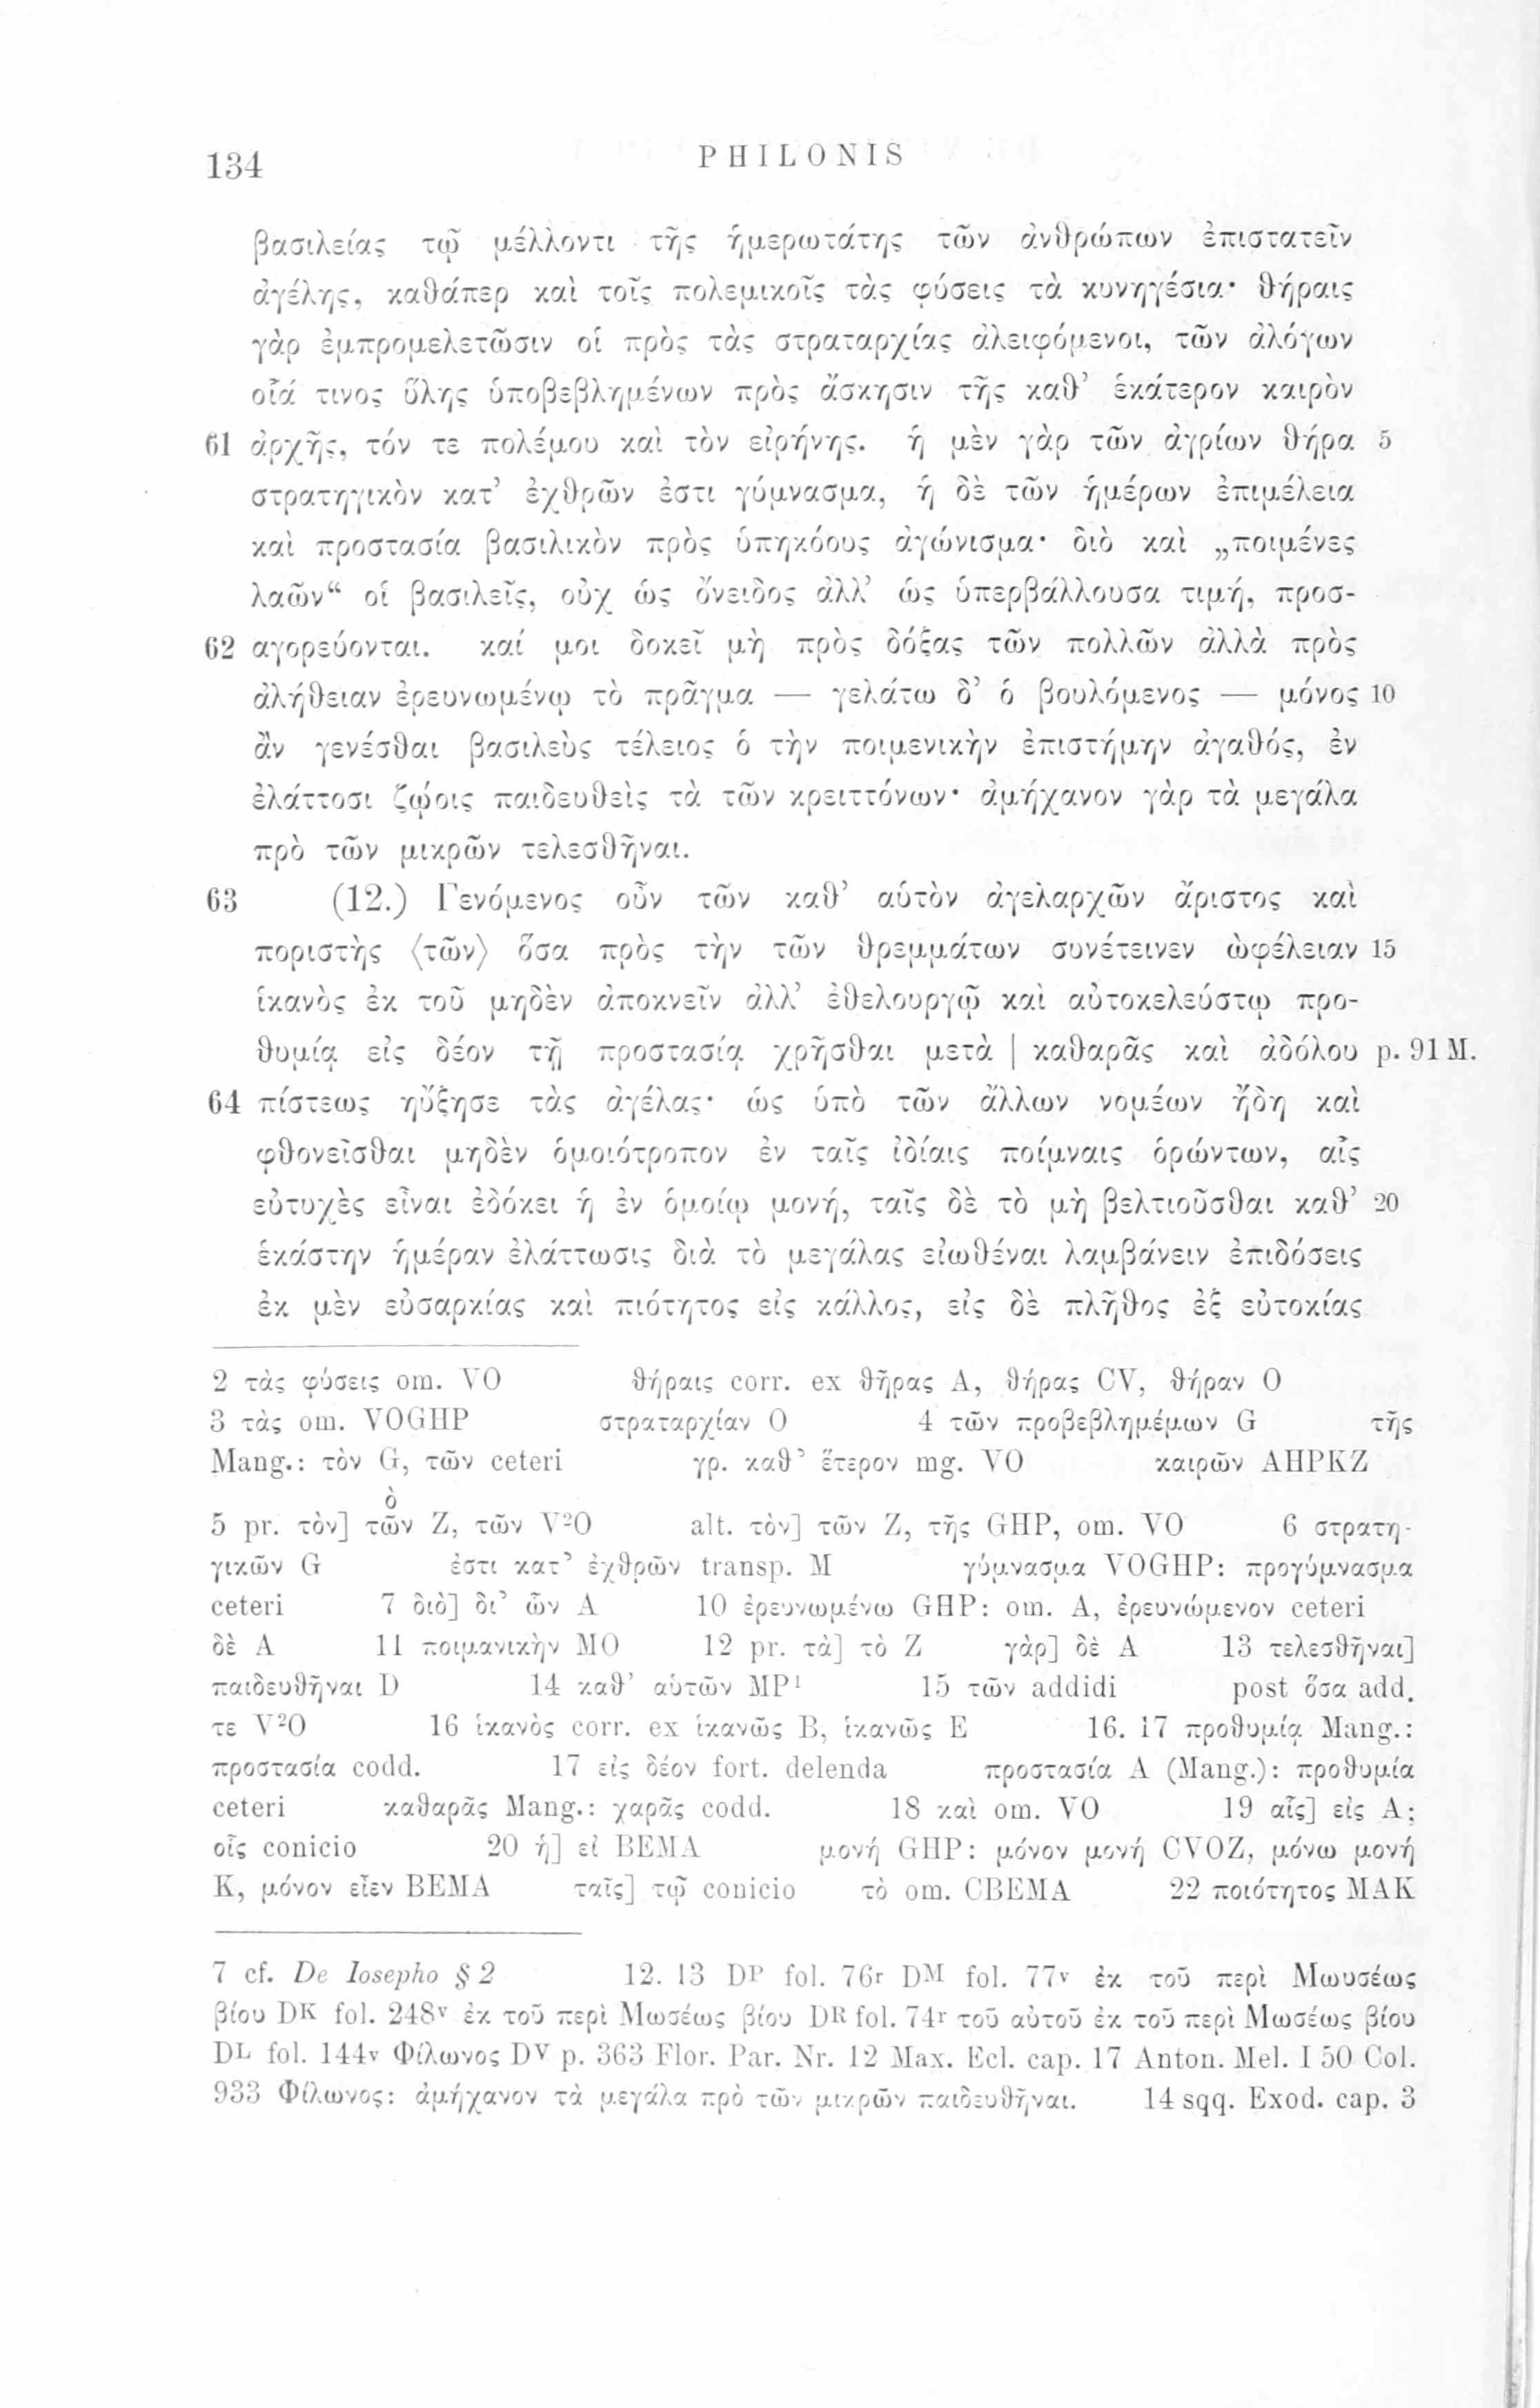 134 PHILONIS
βασιλείας τῷ μέλλοντι τῆς ἡμερωτάτης τῶν ἀνθρώπων ἐπιστατεῖν
ἀγέλης, καθάπερ καὶ τοῖς πολεμικοῖς τὰς φύσεις τὰ κυνηγέσια· θήραις
γὰρ ἐμπρομελετῶσιν οἱ πρὸς τὰς στραταρχίας ἀλειφόμενοι, τῶν ἀλόγων
οἷά τινος ὕλης ὑποβεβλημένων πρὸς ἄσκησιν τῆς καθ’ ἑκάτερον καιρὸν
61 ἀρχῆς, τόν τε πολέμου καὶ τὸν εἰρήνης. ἡ μὲν γὰρ τῶν ἀγρίων θήρα 5
στρατηγικὸν κατ’ ἐχθρῶν ἐστι γύμνασμα, ἡ δὲ τῶν ἡμέρων ἐπιμέλεια
καὶ προστασία βασιλικὸν πρὸς ὑπηκόους ἀγώνισμα· διὸ καὶ „ποιμένες
λαῶν“ οἱ βασιλεῖς, οὐχ ὡς ὄνειδος ἀλλ’ ὡς ὑπερβάλλουσα τιμή, προσ-
62 αγορεύονται. καί μοι δοκεῖ μὴ πρὸς δόξας τῶν πολλῶν ἀλλὰ πρὸς
ἀλήθειαν ἐρευνωμένῳ τὸ πρᾶγμα — γελάτω δ’ ὁ βουλόμενος — μόνος 10
ἂν γενέσθαι βασιλεὺς τέλειος ὁ τὴν ποιμενικὴν ἐπιστήμην ἀγαθός, ἐν
ἐλάττοσι ζῴοις παιδευθεὶς τὰ τῶν κρειττόνων· ἀμήχανον γὰρ τὰ μεγάλα
πρὸ τῶν μικρῶν τελεσθῆναι.
63 (12.) Γενόμενος οὖν τῶν καθ’ αὑτὸν ἀγελαρχῶν ἄριστος καὶ
ποριστὴς ⟨τῶν⟩ ὅσα πρὸς τὴν τῶν θρεμμάτων συνέτεινεν ὠφέλειαν 15
ἱκανὸς ἐκ τοῦ μηδὲν ἀποκνεῖν ἀλλ’ ἐθελουργῷ καὶ αὐτοκελεύστῳ προ-
θυμίᾳ εἰς δέον τῇ προστασίᾳ χρῆσθαι μετὰ | καθαρᾶς καὶ ἀδόλου p. 91 M.
64 πίστεως ηὔξησε τὰς ἀγέλας· ὡς ὑπὸ τῶν ἄλλων νομέων ἤδη καὶ
φθονεῖσθαι μηδὲν ὁμοιότροπον ἐν ταῖς ἰδίαις ποίμναις ὁρώντων, αἷς
εὐτυχὲς εἶναι ἐδόκει ἡ ἐν ὁμοίῳ μονή, ταῖς δὲ τὸ μὴ βελτιοῦσθαι καθ’ 20
ἑκάστην ἡμέραν ἐλάττωσις διὰ τὸ μεγάλας εἰωθέναι λαμβάνειν ἐπιδόσεις
ἐκ μὲν εὐσαρκίας καὶ πιότητος εἰς κάλλος, εἰς δὲ πλῆθος ἐξ εὐτοκίας
2 τὰς φύσεις om. VO θήραις corr. ex θῆρας A, θήρας CV, θήραν O
3 τὰς om. VOGHP στραταρχίαν O 4 τῶν προβεβλημέμων G τῆς
Mang.: τὸν G, τῶν ceteri γρ. καθ’ ἕτερον mg. VO καιρῶν AHPKZ
5 pr. τὸν] τῶν Z, τῶν V²O alt. τὸν] τῶν Z, τῆς GHP, om. VO 6 στρατη-
γικῶν G ἐστι κατ’ ἐχθρῶν transp. M γύμνασμα VOGHP: προγύμνασμα
ceteri 7 διὸ] δι’ ὧν A 10 ἐρευνωμένω GHP: om. A, ἐρευνώμενον ceteri
δὲ A 11 ποιμανικὴν MO 12 pr. τὰ] τὸ Z γὰρ] δὲ A 13 τελεσθῆναι]
παιδευθῆναι D 14 καθ’ αὑτῶν MP¹ 15 τῶν addidi post ὅσα add.
τε V²O 16 ἱκανὸς corr. ex ἱκανῶς B, ἱκανῶς E 16. 17 προθυμίᾳ Mang.:
προστασία codd. 17 εἰς δέον fort. delenda προστασία A (Mang.): προθυμία
ceteri καθαρᾶς Mang.: χαρᾶς codd. 18 καὶ om. VO 19 αἷς] εἰς A;
οἷς conicio 20 ἡ] εἰ BEMA μονή GHP: μόνον μονή CVOZ, μόνω μονή
K, μόνον εἶεν BEMA ταῖς] τῷ conicio τὸ om. CBEMA 22 ποιότητος MAK
7 cf. De Iosepho § 2 12. 13 Dᴾ fol. 76r Dᴹ fol. 77v ἐκ τοῦ περὶ Μωυσέως
βίου Dᴷ fol. 248v ἐκ τοῦ περὶ Μωσέως βίου Dᴿ fol. 74r τοῦ αὐτοῦ ἐκ τοῦ περὶ Μωσέως βίου
Dᴸ fol. 144v Φίλωνος Dⱽ p. 363 Flor. Par. Nr. 12 Max. Ecl. cap. 17 Anton. Mel. I 50 Col.
933 Φίλωνος: ἀμήχανον τὰ μεγάλα πρὸ τῶν μικρῶν παιδευθῆναι. 14 sqq. Exod. cap. 3